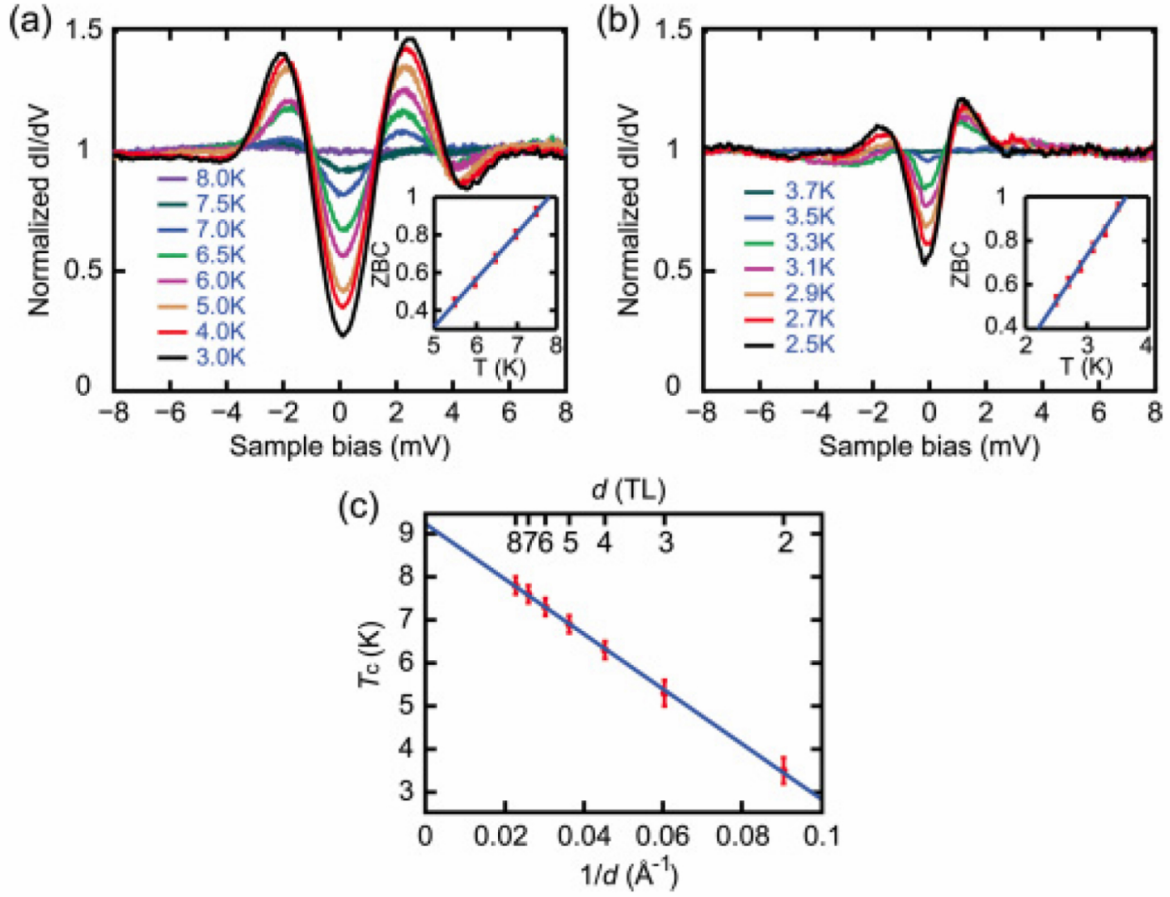 (a)
1.5
1
0.5
0
Normalized dI/dV
8.0K
7.5K
7.0K
6.5K
6.0K
5.0K
4.0K
3.0K
1
0.8
0.6
0.4
ZBC
5 6 7 8
T (K)
−8 −6 −4 −2 0 2 4 6 8
Sample bias (mV)
(b)
1.5
1
0.5
0
Normalized dI/dV
3.7K
3.5K
3.3K
3.1K
2.9K
2.7K
2.5K
1
0.8
0.6
0.4
ZBC
2 3 4
T (K)
−8 −6 −4 −2 0 2 4 6 8
Sample bias (mV)
(c)
d (TL)
8 7 6 5 4 3 2
9
8
7
6
5
4
3
Tc (K)
0 0.02 0.04 0.06 0.08 0.1
1/d (Å⁻¹)